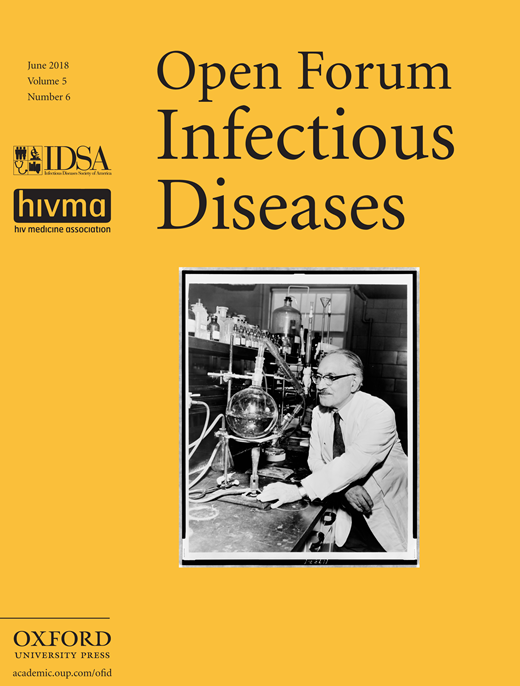 June 2018
Volume 5
Number 6
Open Forum
Infectious
Diseases
IDSA
Infectious Diseases Society of America
hivma
hiv medicine association
OXFORD
UNIVERSITY PRESS
academic.oup.com/ofid